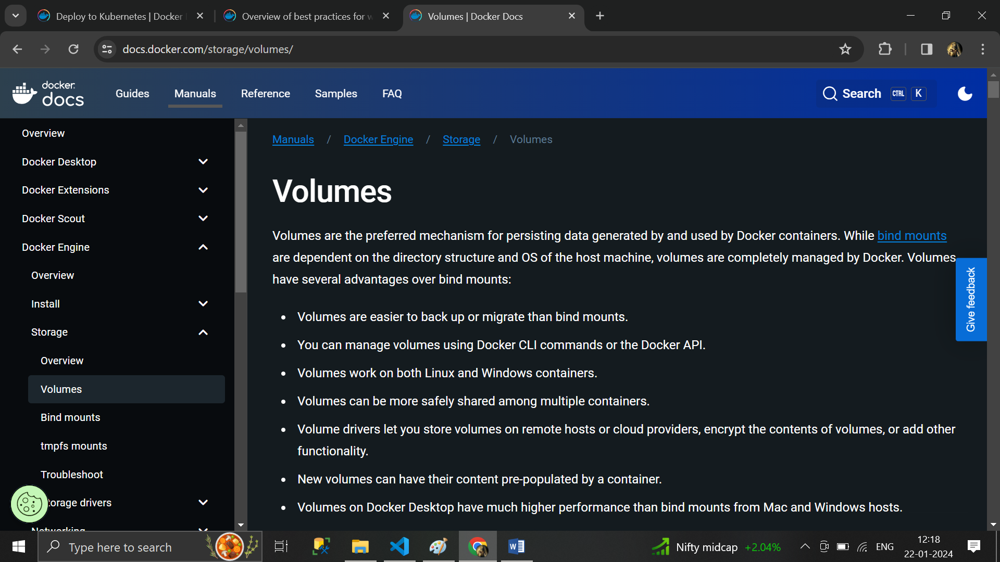 Deploy to Kubernetes | Docker
Overview of best practices for w
Volumes | Docker Docs
docs.docker.com/storage/volumes/
docker
docs
Guides
Manuals
Reference
Samples
FAQ
Search CTRL K
Overview
Docker Desktop
Docker Extensions
Docker Scout
Docker Engine
Overview
Install
Storage
Overview
Volumes
Bind mounts
tmpfs mounts
Troubleshoot
torage drivers
Networking
Manuals / Docker Engine / Storage / Volumes
Volumes
Volumes are the preferred mechanism for persisting data generated by and used by Docker containers. While bind mounts
are dependent on the directory structure and OS of the host machine, volumes are completely managed by Docker. Volumes
have several advantages over bind mounts:
• Volumes are easier to back up or migrate than bind mounts.
• You can manage volumes using Docker CLI commands or the Docker API.
• Volumes work on both Linux and Windows containers.
• Volumes can be more safely shared among multiple containers.
• Volume drivers let you store volumes on remote hosts or cloud providers, encrypt the contents of volumes, or add other
functionality.
• New volumes can have their content pre-populated by a container.
• Volumes on Docker Desktop have much higher performance than bind mounts from Mac and Windows hosts.
Give feedback
Type here to search
W
Nifty midcap +2.04%
ENG
12:18
22-01-2024